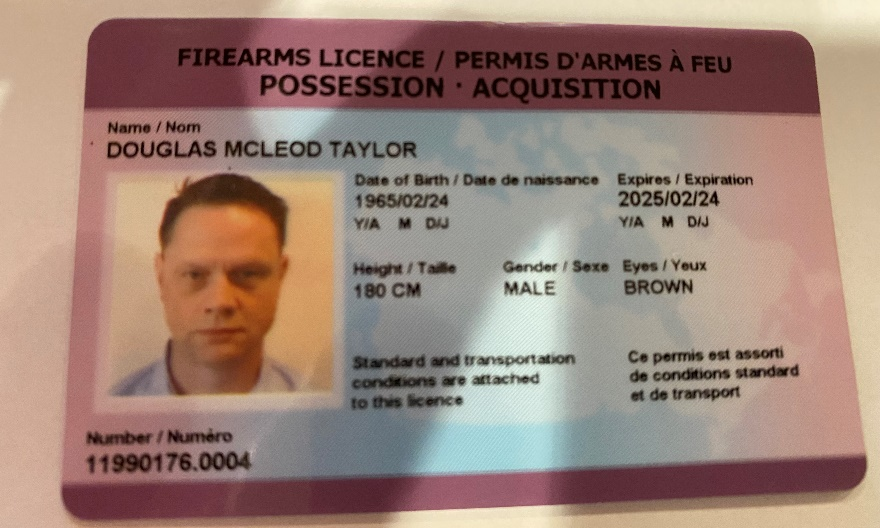 FIREARMS LICENCE / PERMIS D'ARMES À FEU
POSSESSION · ACQUISITION
Name / Nom
DOUGLAS MCLEOD TAYLOR
Date of Birth / Date de naissance Expires / Expiration
1965/02/24 2025/02/24
Y/A M D/J Y/A M D/J
Height / Taille Gender / Sexe Eyes / Yeux
180 CM MALE BROWN
Standard and transportation Ce permis est assorti
conditions are attached de conditions standard
to this licence et de transport
Number / Numéro
11990176.0004